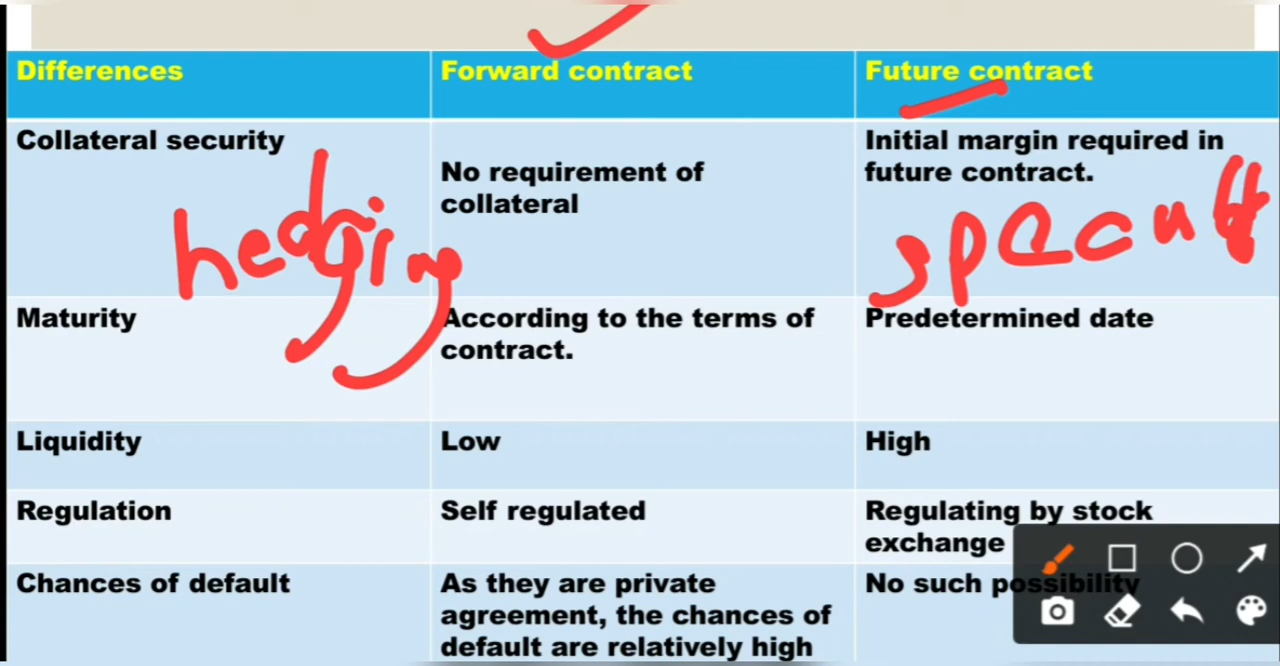 Differences
Forward contract
Future contract
Collateral security
No requirement of
collateral
Initial margin required in
future contract.
hedging
Maturity
According to the terms of
contract.
Predetermined date
Liquidity
Low
High
Regulation
Self regulated
Regulating by stock
exchange
Chances of default
As they are private
agreement, the chances of
default are relatively high
No such possibility